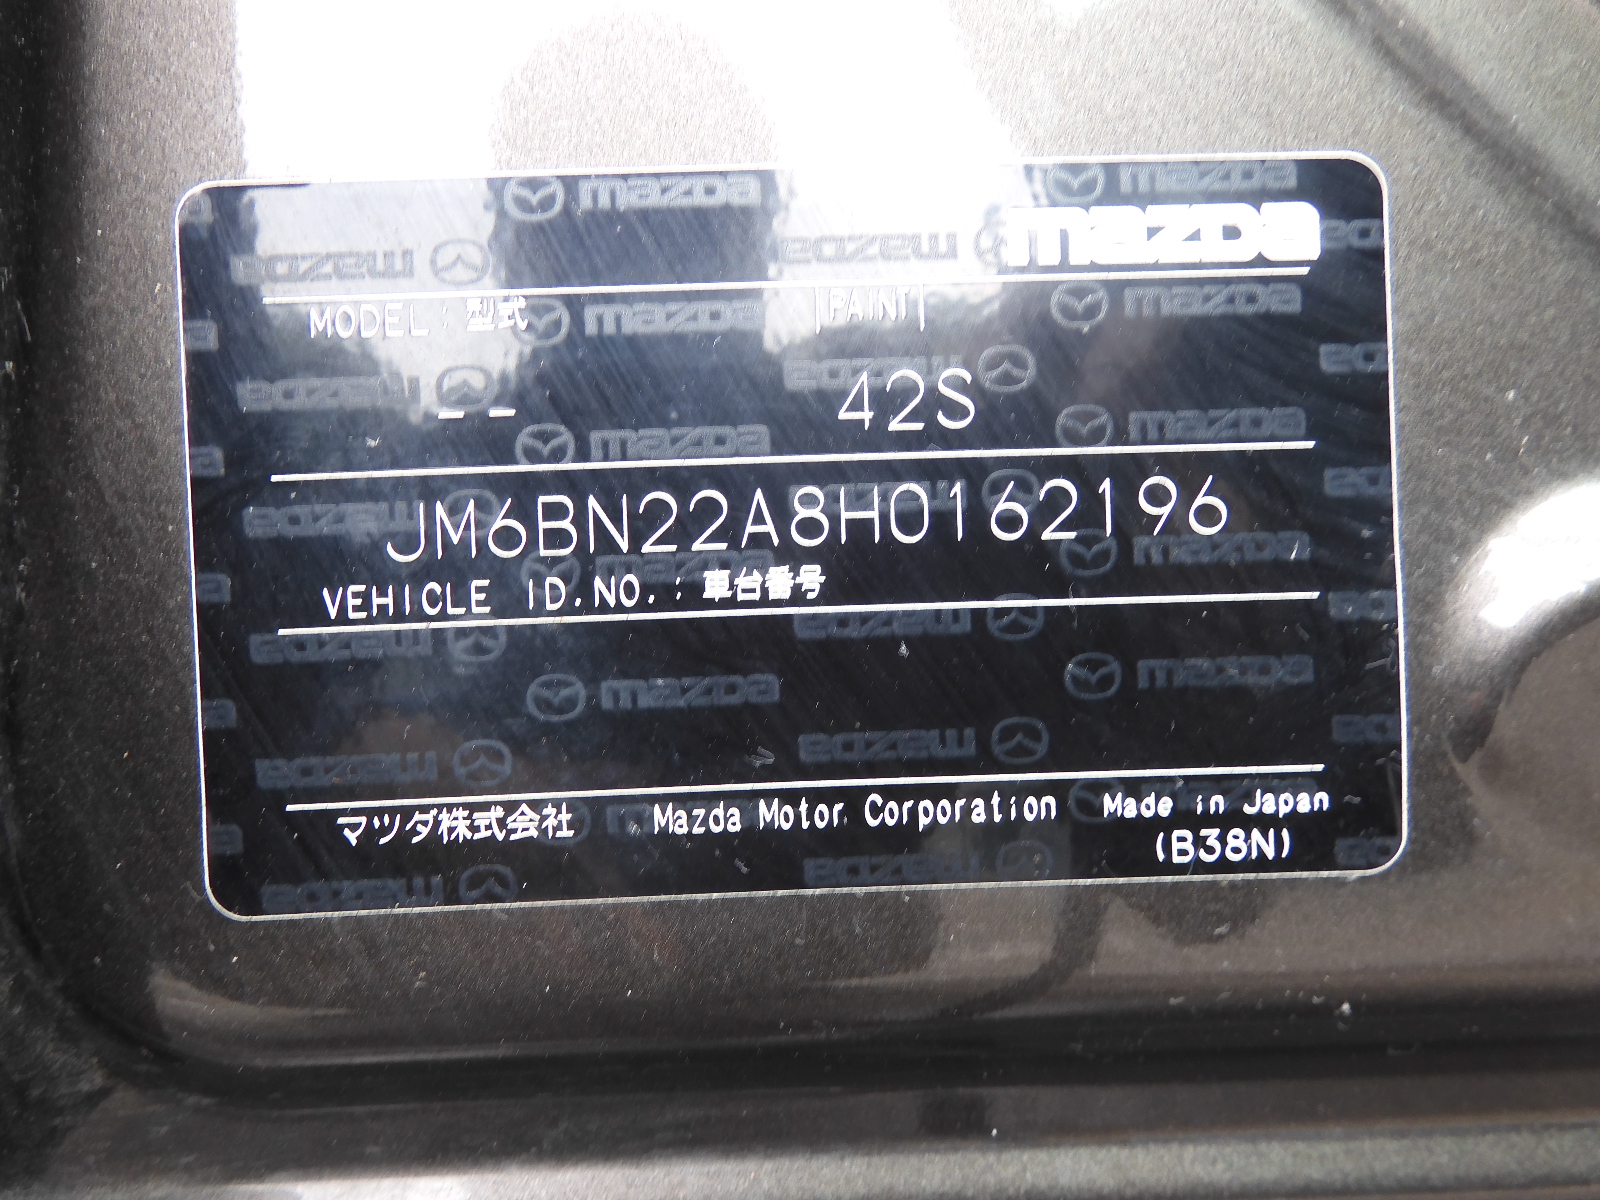 mazda
MODEL : 型式 PAINT
-- 42S
JM6BN22A8H0162196
VEHICLE ID.NO. : 車台番号
マツダ株式会社 Mazda Motor Corporation Made in Japan
(B38N)